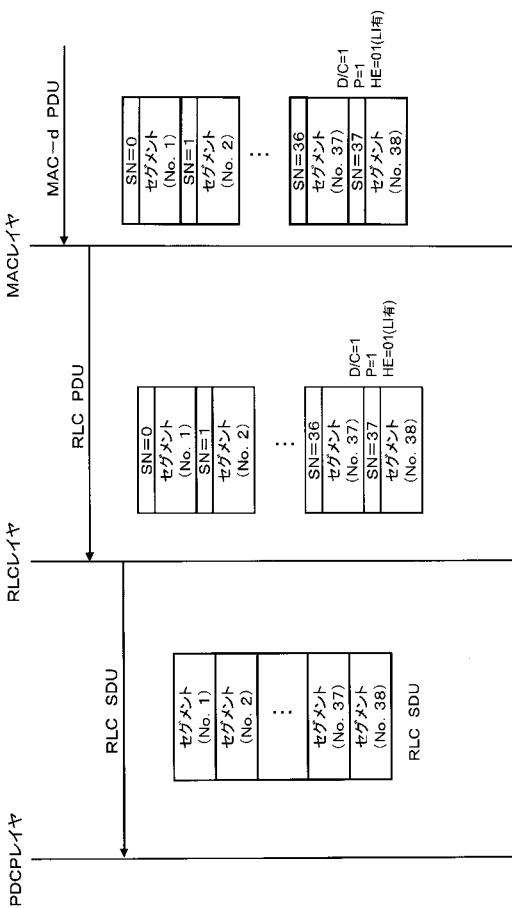 PDCPレイヤ
RLCレイヤ
MACレイヤ
MAC-d PDU
RLC PDU
RLC SDU
セグメント
(No. 1)
セグメント
(No. 2)
…
セグメント
(No. 37)
セグメント
(No. 38)
RLC SDU
SN=0
セグメント
(No. 1)
SN=1
セグメント
(No. 2)
…
SN=36
セグメント
(No. 37)
SN=37
セグメント
(No. 38)
D/C=1
P=1
HE=01(LI有)
SN=0
セグメント
(No. 1)
SN=1
セグメント
(No. 2)
…
SN=36
セグメント
(No. 37)
SN=37
セグメント
(No. 38)
D/C=1
P=1
HE=01(LI有)